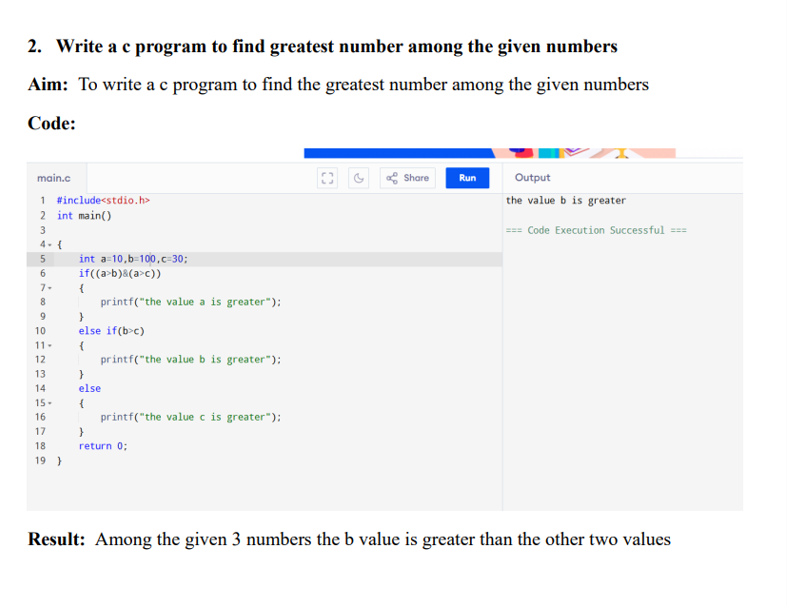 2. Write a c program to find greatest number among the given numbers
Aim: To write a c program to find the greatest number among the given numbers
Code:
main.c
Share
Run
Output
1 #include<stdio.h>
2 int main()
3
4 {
5 int a=10,b=100,c=30;
6 if((a>b)&(a>c))
7 {
8 printf("the value a is greater");
9 }
10 else if(b>c)
11 {
12 printf("the value b is greater");
13 }
14 else
15 {
16 printf("the value c is greater");
17 }
18 return 0;
19 }
the value b is greater
=== Code Execution Successful ===
Result: Among the given 3 numbers the b value is greater than the other two values